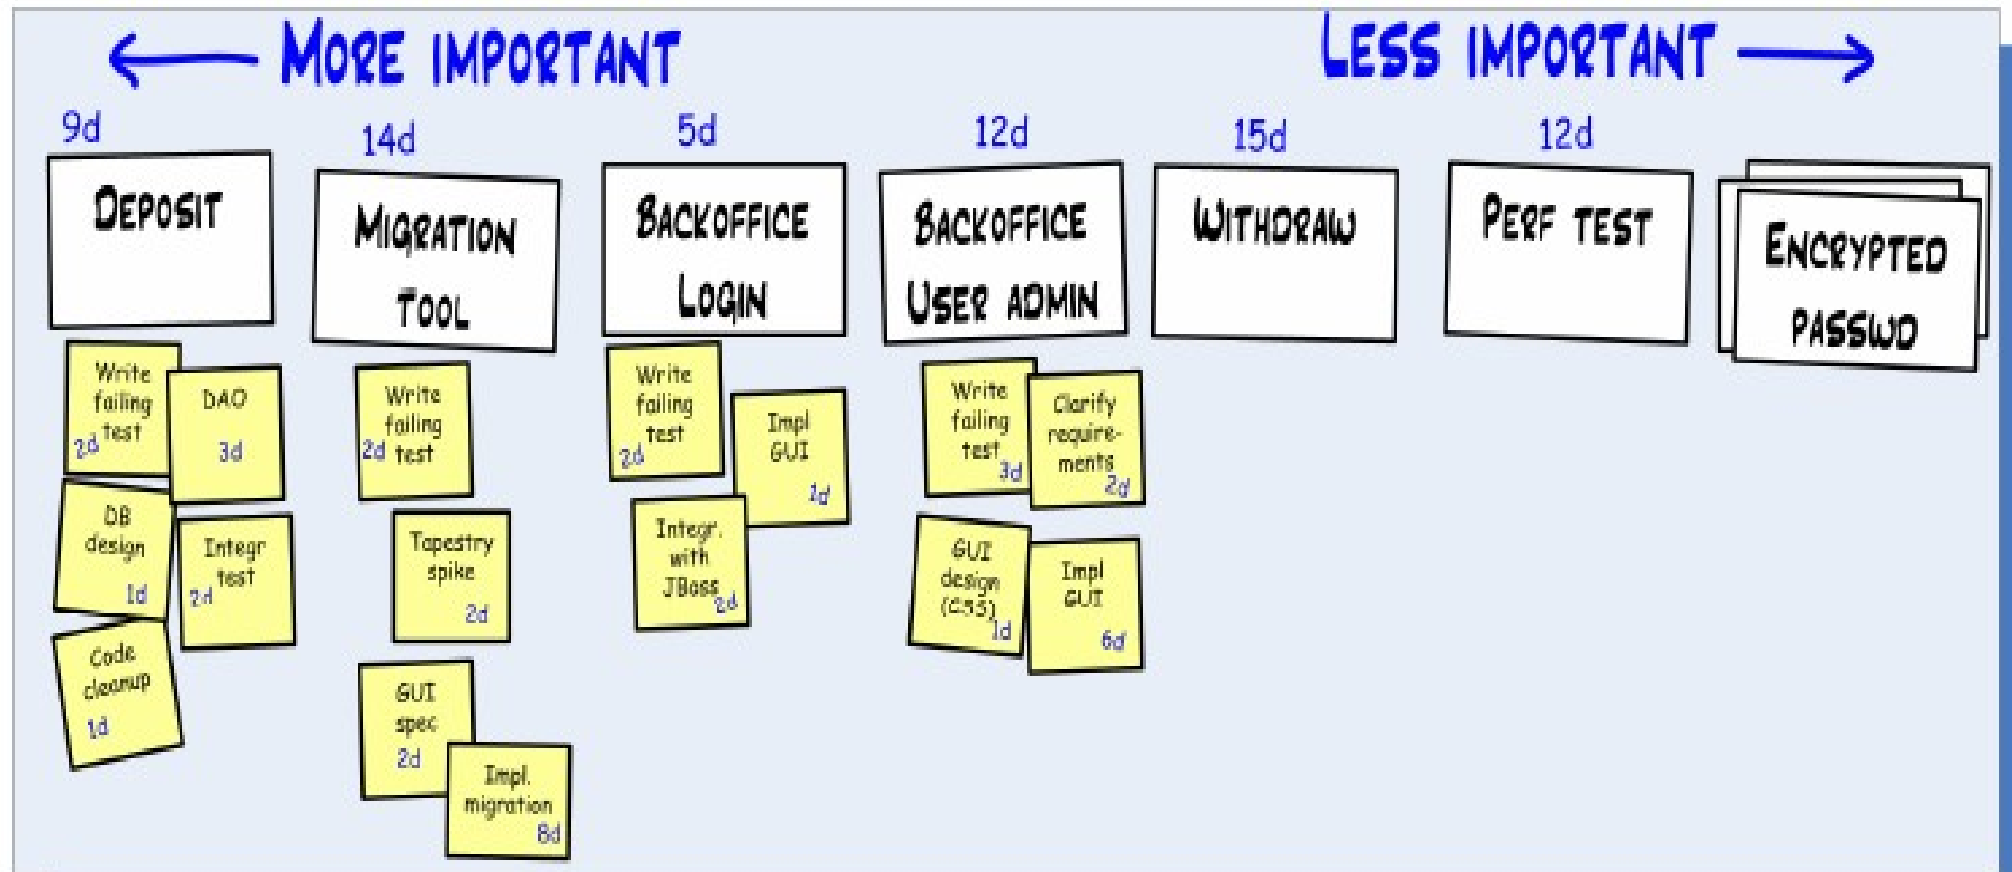 ← MORE IMPORTANT
LESS IMPORTANT →
9d
14d
5d
12d
15d
12d
DEPOSIT
MIGRATION
TOOL
BACKOFFICE
LOGIN
BACKOFFICE
USER ADMIN
WITHDRAW
PERF TEST
ENCRYPTED
PASSWD
Write
failing
test
2d
DAO
3d
DB
design
1d
Integr
test
2d
Code
cleanup
1d
Write
failing
test
2d
Tapestry
spike
2d
GUI
spec
2d
Impl.
migration
8d
Write
failing
test
2d
Impl
GUI
1d
Integr.
with
JBoss
2d
Write
failing
test
3d
Clarify
require-
ments
2d
GUI
design
(CSS)
1d
Impl
GUI
6d